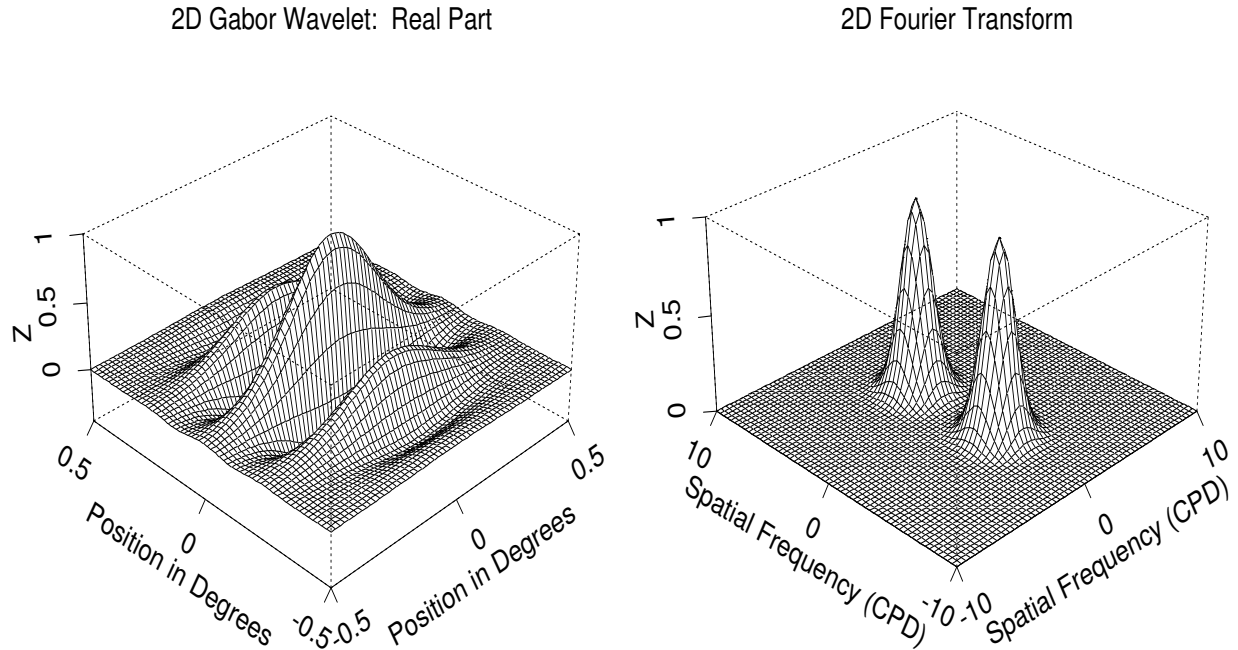 2D Gabor Wavelet: Real Part
1
0.5
0
Z
0.5
0
-0.5
Position in Degrees
-0.5
0
0.5
Position in Degrees
2D Fourier Transform
1
0.5
0
Z
10
0
-10
Spatial Frequency (CPD)
-10
0
10
Spatial Frequency (CPD)